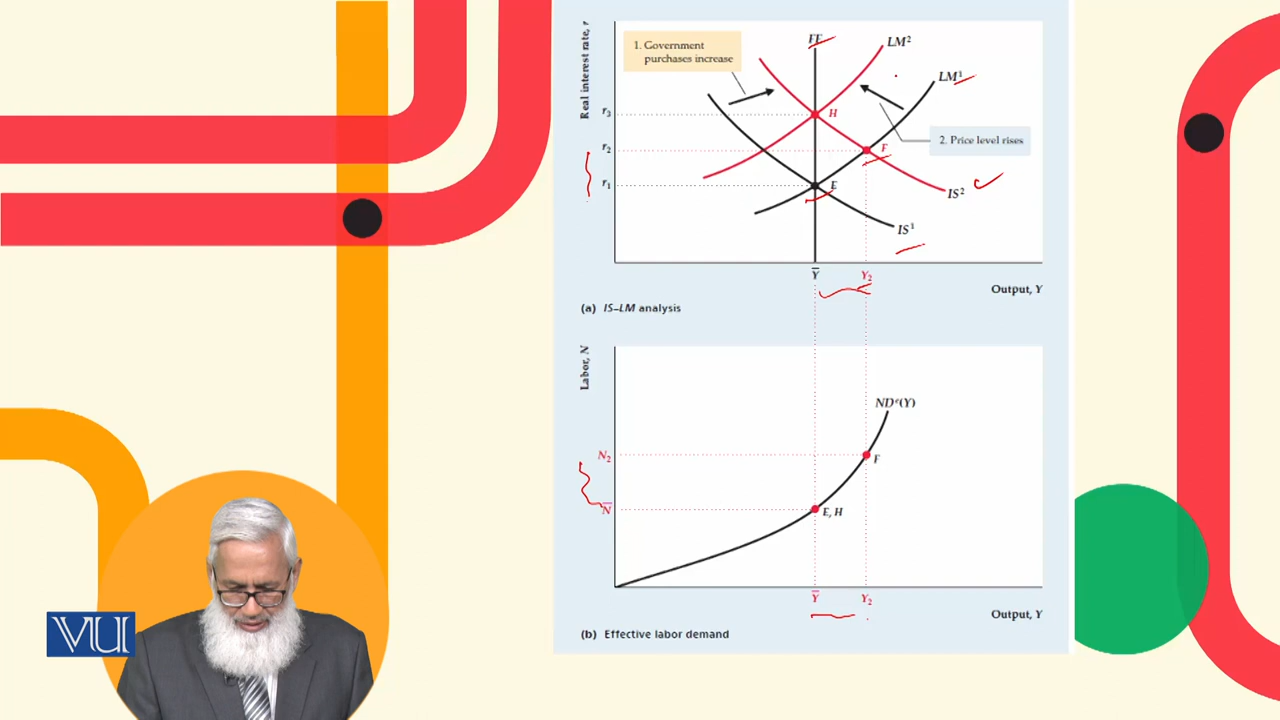 Real interest rate, r
1. Government
purchases increase
FE
LM²
LM¹
r₃
H
r₂
F
2. Price level rises
r₁
E
IS²
IS¹
Y̅
Y₂
Output, Y
(a) IS–LM analysis
Labor, N
NDᵉ(Y)
N₂
F
N̅
E, H
Y̅
Y₂
Output, Y
(b) Effective labor demand
VU